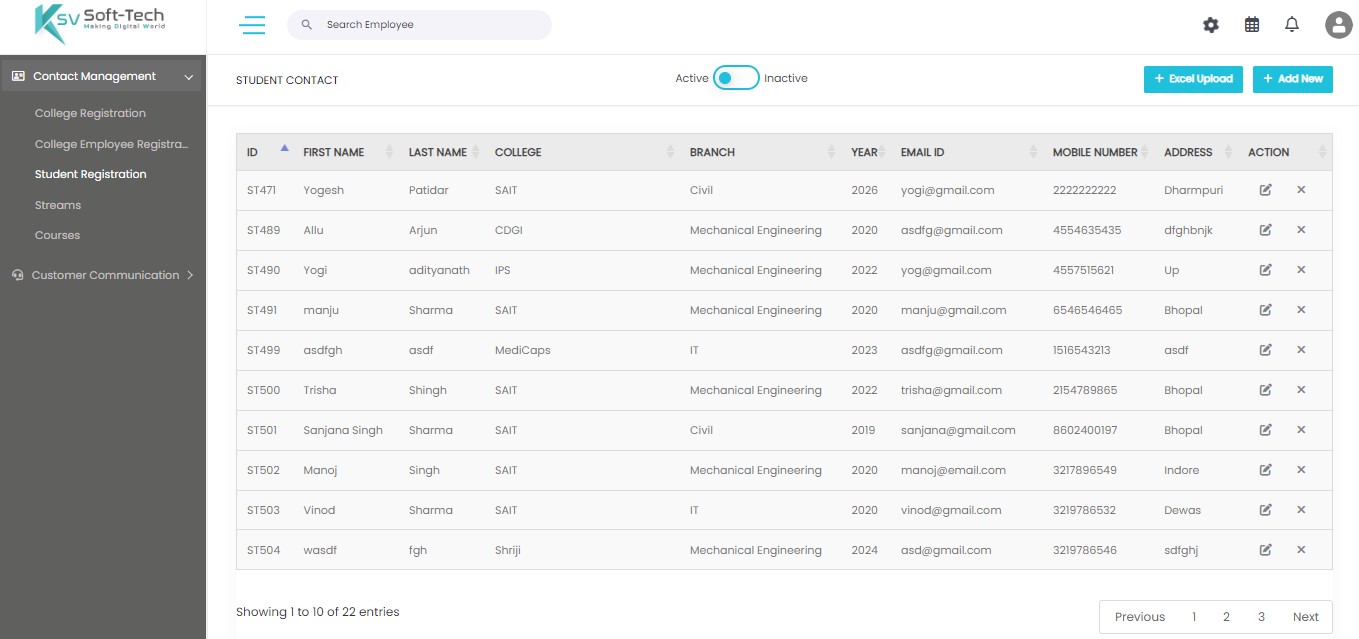 KSV Soft-Tech
Making Digital World
Search Employee
Contact Management
College Registration
College Employee Registra...
Student Registration
Streams
Courses
Customer Communication
STUDENT CONTACT
Active Inactive
+ Excel Upload + Add New
ID FIRST NAME LAST NAME COLLEGE BRANCH YEAR EMAIL ID MOBILE NUMBER ADDRESS ACTION
ST471 Yogesh Patidar SAIT Civil 2026 yogi@gmail.com 2222222222 Dharmpuri
ST489 Allu Arjun CDGI Mechanical Engineering 2020 asdfg@gmail.com 4554635435 dfghbnjk
ST490 Yogi adityanath IPS Mechanical Engineering 2022 yog@gmail.com 4557515621 Up
ST491 manju Sharma SAIT Mechanical Engineering 2020 manju@gmail.com 6546546465 Bhopal
ST499 asdfgh asdf MediCaps IT 2023 asdfg@gmail.com 1516543213 asdf
ST500 Trisha Shingh SAIT Mechanical Engineering 2022 trisha@gmail.com 2154789865 Bhopal
ST501 Sanjana Singh Sharma SAIT Civil 2019 sanjana@gmail.com 8602400197 Bhopal
ST502 Manoj Singh SAIT Mechanical Engineering 2020 manoj@email.com 3217896549 Indore
ST503 Vinod Sharma SAIT IT 2020 vinod@gmail.com 3219786532 Dewas
ST504 wasdf fgh Shriji Mechanical Engineering 2024 asd@gmail.com 3219786546 sdfghj
Showing 1 to 10 of 22 entries
Previous 1 2 3 Next